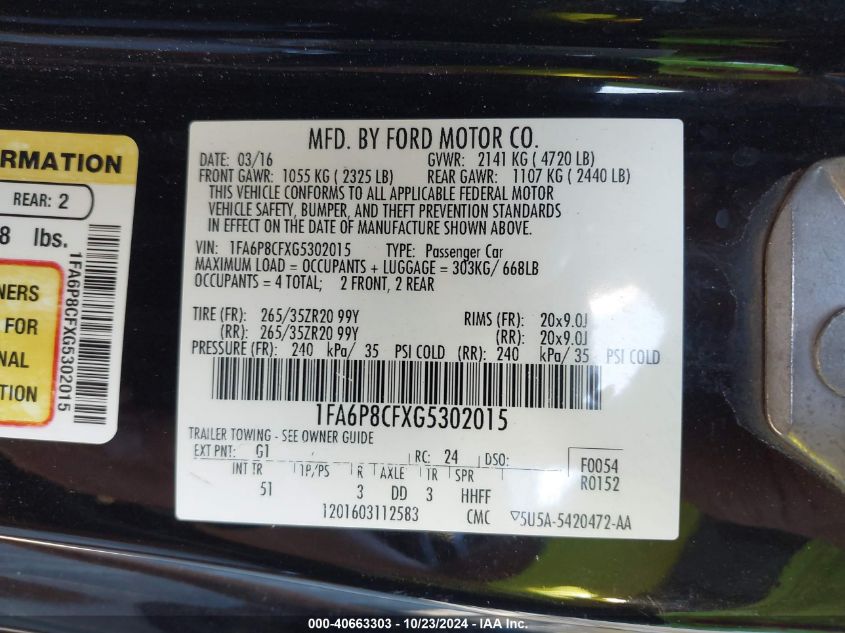 RMATION
REAR: 2
8 lbs.
1FA6P8CFXG5302015
NERS
FOR
NAL
TION
MFD. BY FORD MOTOR CO.
DATE: 03/16 GVWR: 2141 KG ( 4720 LB)
FRONT GAWR: 1055 KG ( 2325 LB) REAR GAWR: 1107 KG ( 2440 LB)
THIS VEHICLE CONFORMS TO ALL APPLICABLE FEDERAL MOTOR
VEHICLE SAFETY, BUMPER, AND THEFT PREVENTION STANDARDS
IN EFFECT ON THE DATE OF MANUFACTURE SHOWN ABOVE.
VIN: 1FA6P8CFXG5302015 TYPE: Passenger Car
MAXIMUM LOAD = OCCUPANTS + LUGGAGE = 303KG/ 668LB
OCCUPANTS = 4 TOTAL; 2 FRONT, 2 REAR
TIRE (FR): 265/35ZR20 99Y RIMS (FR): 20x9.0J
(RR): 265/35ZR20 99Y (RR): 20x9.0J
PRESSURE (FR): 240 kPa/ 35 PSI COLD (RR): 240 kPa/ 35 PSI COLD
1FA6P8CFXG5302015
TRAILER TOWING - SEE OWNER GUIDE
EXT PNT: G1 RC: 24 DSO: F0054
INT TR TP/PS R AXLE TR SPR R0152
51 3 DD 3 HHFF
1201603112583 CMC ▽5U5A-5420472-AA
000-40663303 - 10/23/2024 - IAA Inc.